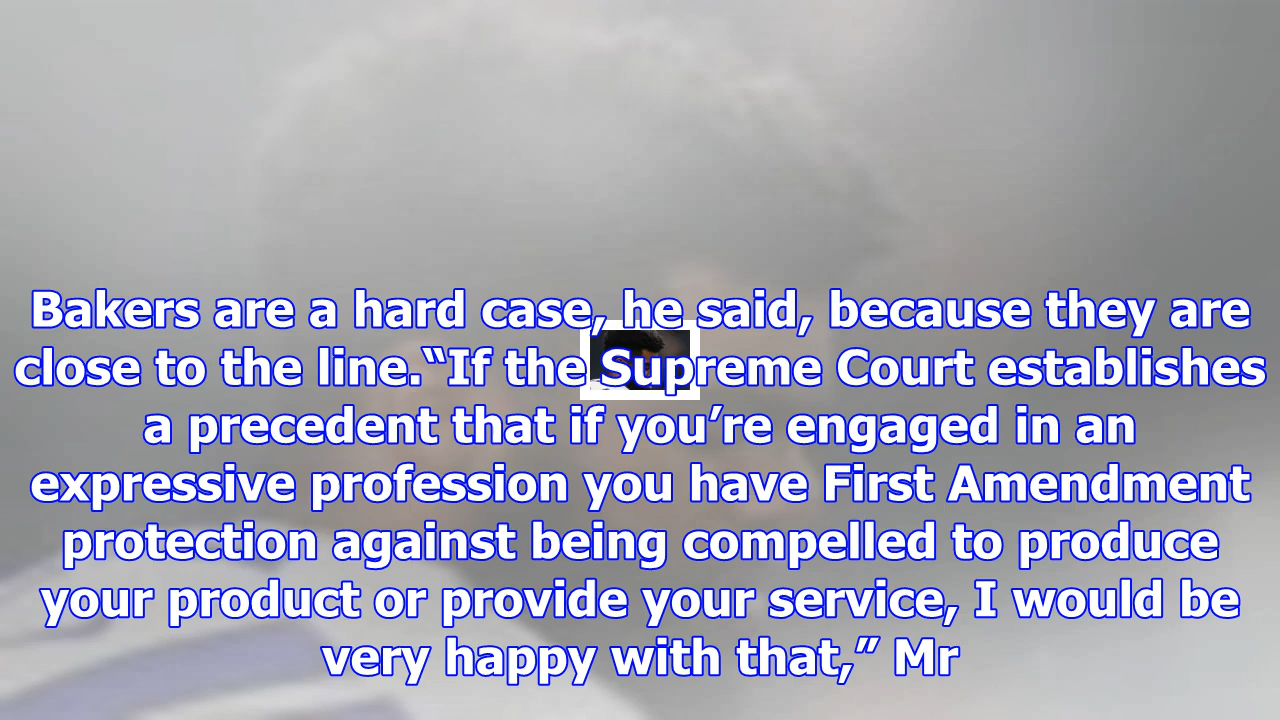 Bakers are a hard case, he said, because they are
close to the line.“If the Supreme Court establishes
a precedent that if you’re engaged in an
expressive profession you have First Amendment
protection against being compelled to produce
your product or provide your service, I would be
very happy with that,” Mr